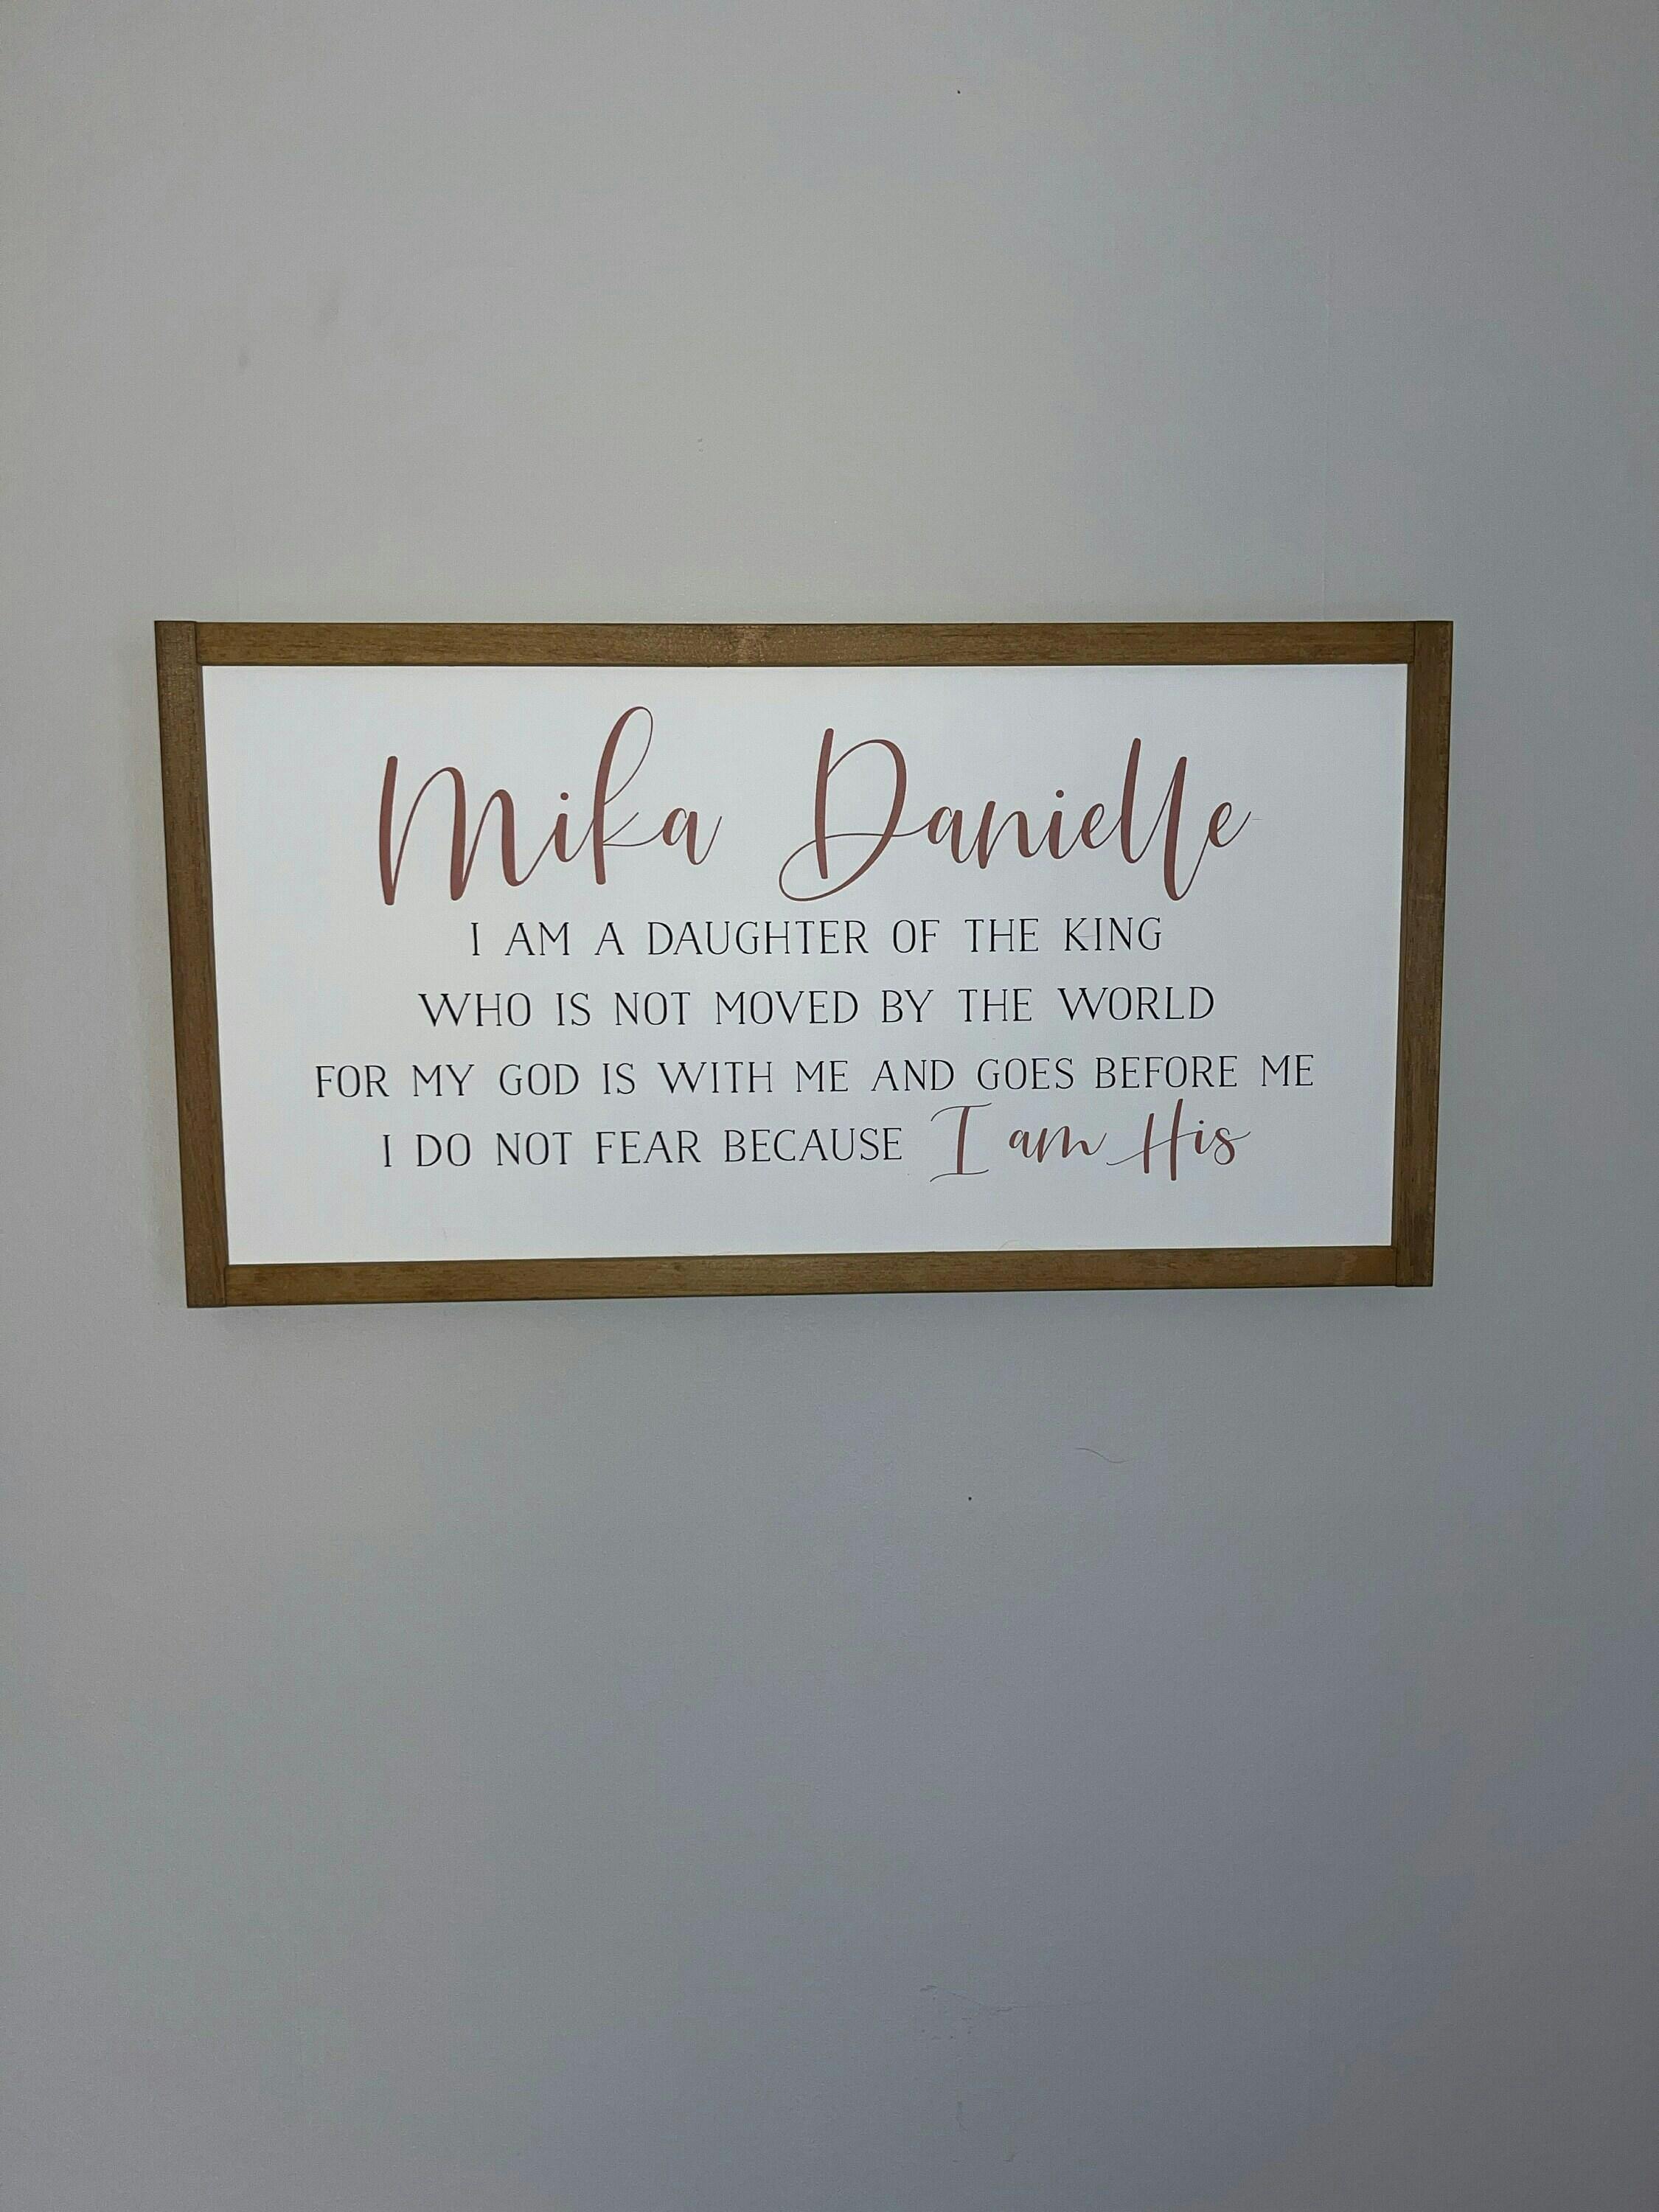 Mika Danielle
I AM A DAUGHTER OF THE KING
WHO IS NOT MOVED BY THE WORLD
FOR MY GOD IS WITH ME AND GOES BEFORE ME
I DO NOT FEAR BECAUSE I am His